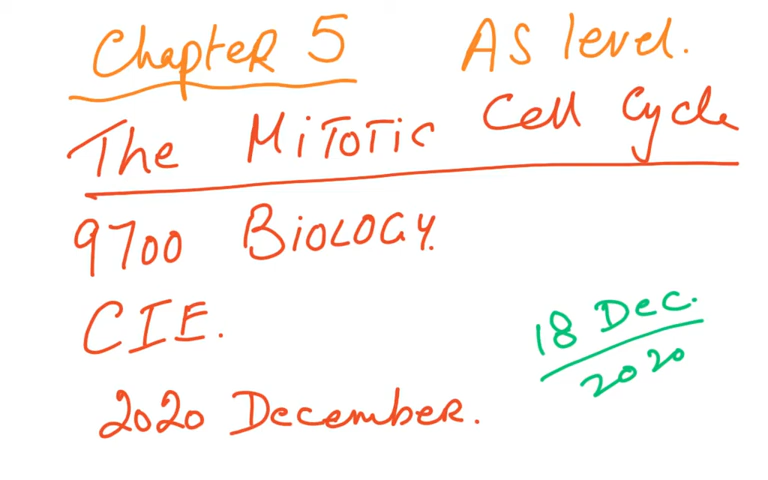 Chapter 5 AS level.
The Mitotic Cell Cycle
9700 Biology.
CIE.
18 Dec.
2020
2020 December.